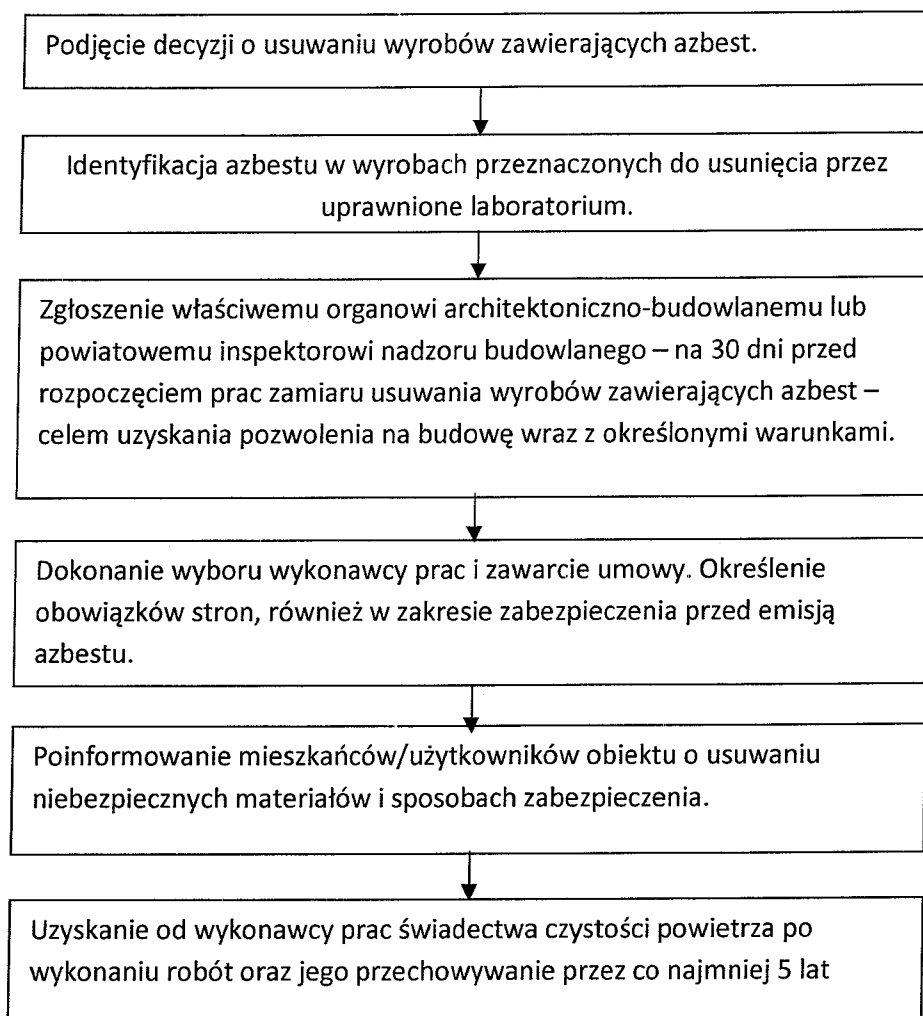 Podjęcie decyzji o usuwaniu wyrobów zawierających azbest.
Identyfikacja azbestu w wyrobach przeznaczonych do usunięcia przez
uprawnione laboratorium.
Zgłoszenie właściwemu organowi architektoniczno-budowlanemu lub
powiatowemu inspektorowi nadzoru budowlanego – na 30 dni przed
rozpoczęciem prac zamiaru usuwania wyrobów zawierających azbest –
celem uzyskania pozwolenia na budowę wraz z określonymi warunkami.
Dokonanie wyboru wykonawcy prac i zawarcie umowy. Określenie
obowiązków stron, również w zakresie zabezpieczenia przed emisją
azbestu.
Poinformowanie mieszkańców/użytkowników obiektu o usuwaniu
niebezpiecznych materiałów i sposobach zabezpieczenia.
Uzyskanie od wykonawcy prac świadectwa czystości powietrza po
wykonaniu robót oraz jego przechowywanie przez co najmniej 5 lat